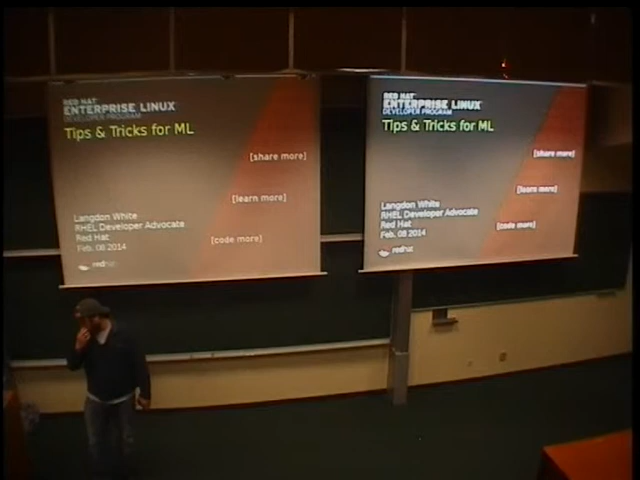 RED HAT
ENTERPRISE LINUX
DEVELOPER PROGRAM
Tips & Tricks for ML
[share more]
[learn more]
[code more]
Langdon White
RHEL Developer Advocate
Red Hat
Feb. 08 2014
redhat
RED HAT
ENTERPRISE LINUX
DEVELOPER PROGRAM
Tips & Tricks for ML
[share more]
[learn more]
[code more]
Langdon White
RHEL Developer Advocate
Red Hat
Feb. 08 2014
redhat